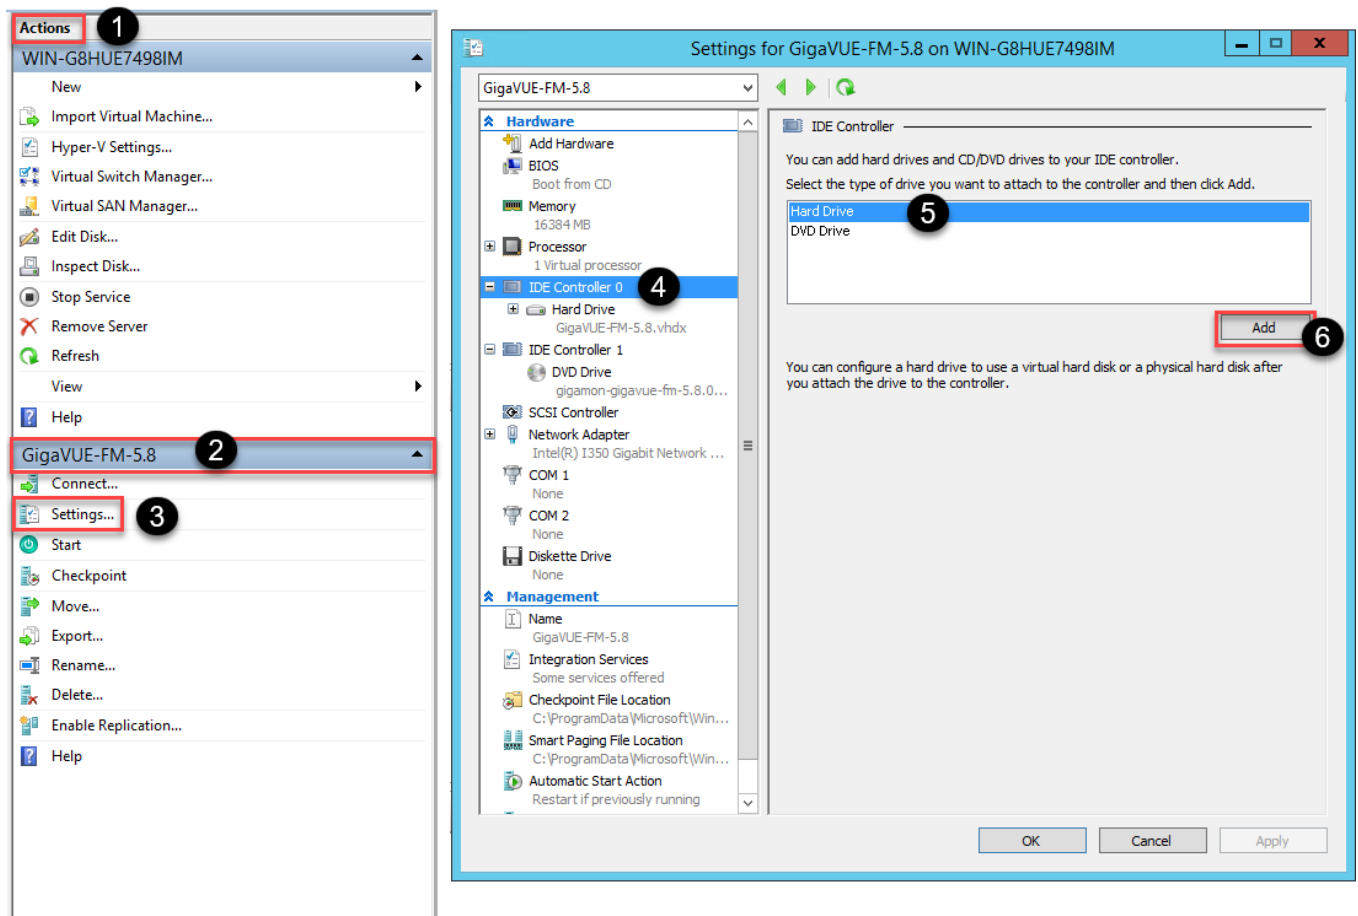 Actions
1
WIN-G8HUE7498IM
New
Import Virtual Machine...
Hyper-V Settings...
Virtual Switch Manager...
Virtual SAN Manager...
Edit Disk...
Inspect Disk...
Stop Service
Remove Server
Refresh
View
Help
GigaVUE-FM-5.8
2
Connect...
Settings...
3
Start
Checkpoint
Move...
Export...
Rename...
Delete...
Enable Replication...
Help
Settings for GigaVUE-FM-5.8 on WIN-G8HUE7498IM
GigaVUE-FM-5.8
Hardware
Add Hardware
BIOS
Boot from CD
Memory
16384 MB
Processor
1 Virtual processor
IDE Controller 0
4
Hard Drive
GigaVUE-FM-5.8.vhdx
IDE Controller 1
DVD Drive
gigamon-gigavue-fm-5.8.0...
SCSI Controller
Network Adapter
Intel(R) I350 Gigabit Network ...
COM 1
None
COM 2
None
Diskette Drive
None
Management
Name
GigaVUE-FM-5.8
Integration Services
Some services offered
Checkpoint File Location
C:\ProgramData\Microsoft\Win...
Smart Paging File Location
C:\ProgramData\Microsoft\Win...
Automatic Start Action
Restart if previously running
IDE Controller
You can add hard drives and CD/DVD drives to your IDE controller.
Select the type of drive you want to attach to the controller and then click Add.
Hard Drive
5
DVD Drive
Add
6
You can configure a hard drive to use a virtual hard disk or a physical hard disk after
you attach the drive to the controller.
OK
Cancel
Apply